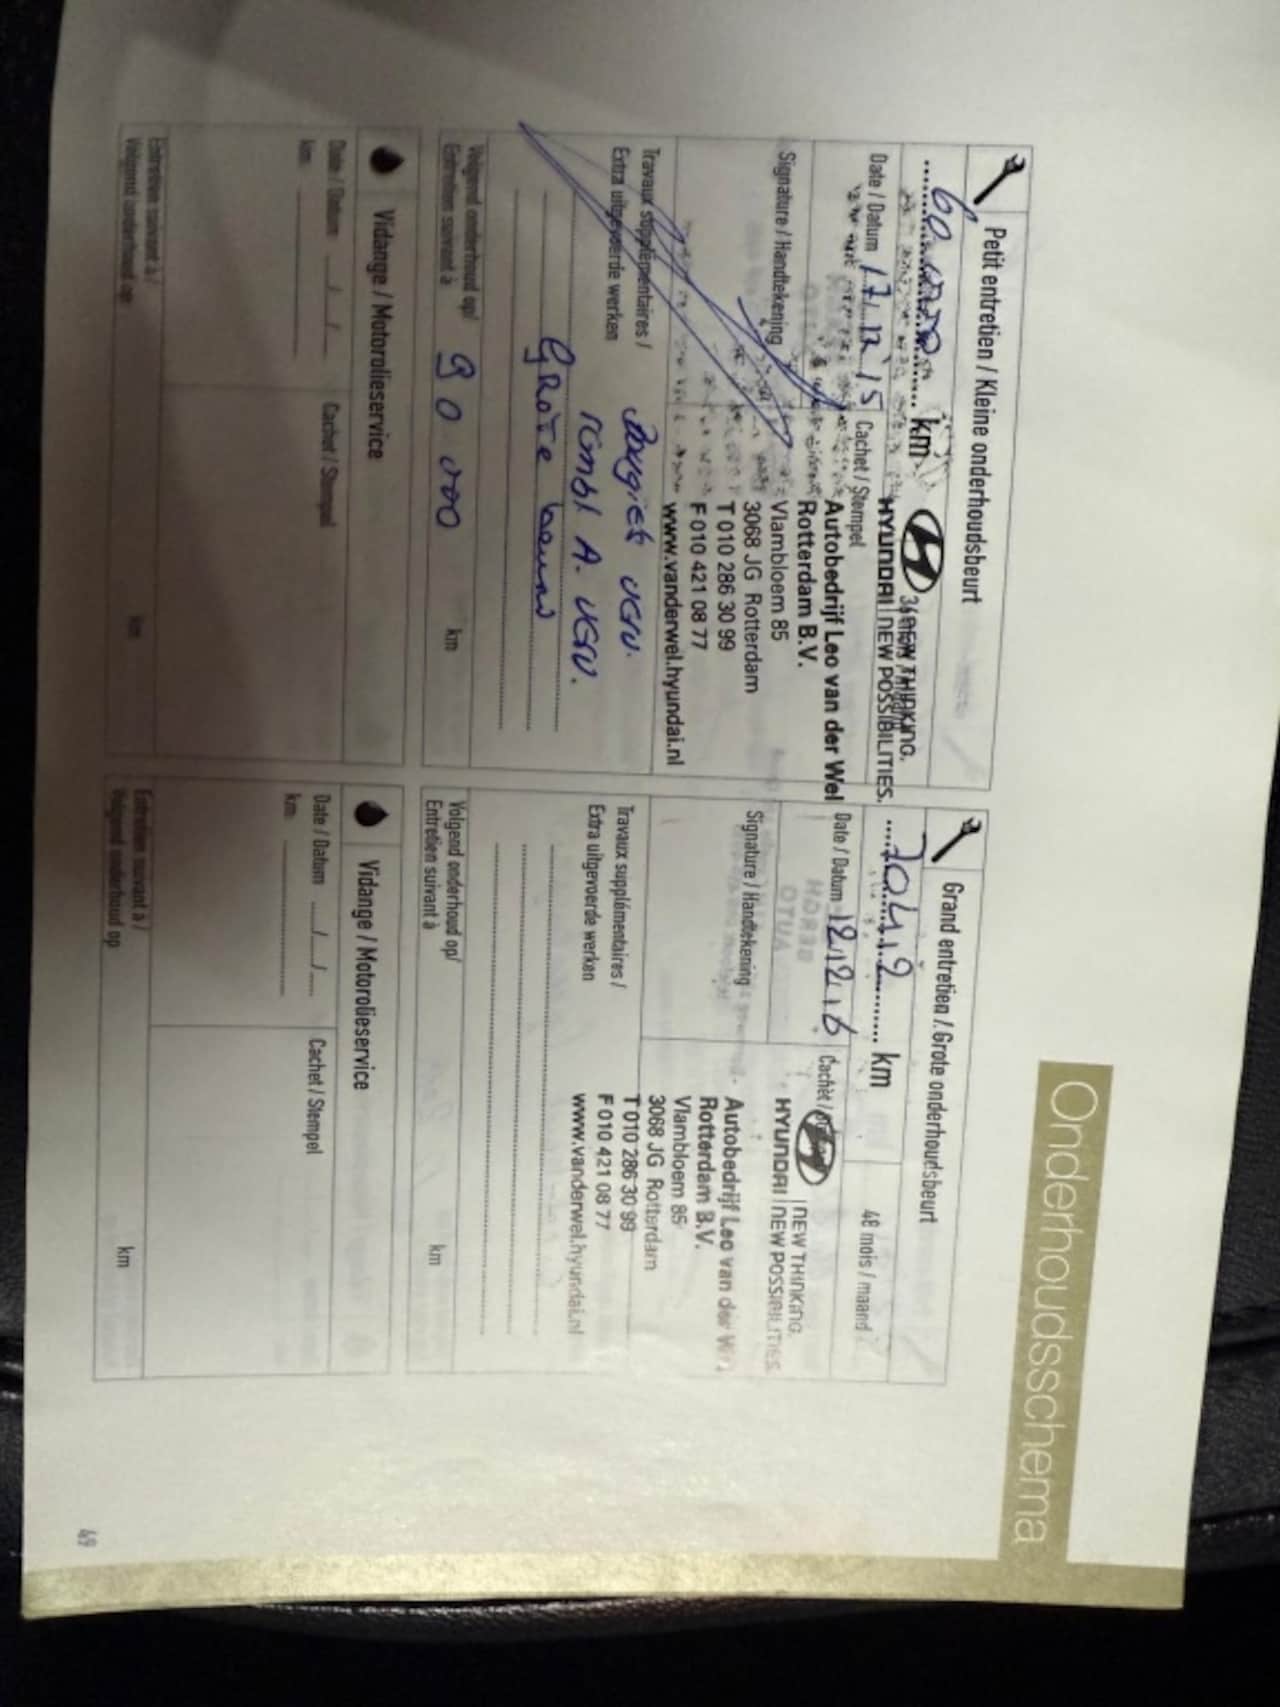 Onderhoudsschema
Petit entretien / Kleine onderhoudsbeurt
60.000 km
NEW THINKING.
HYUNDAI NEW POSSIBILITIES.
Date / Datum 17/12/15
Cachet / Stempel
Autobedrijf Leo van der Wel
Rotterdam B.V.
Signature / Handtekening
Vlambloem 85
3068 JG Rotterdam
T 010 286 30 99
F 010 421 08 77
www.vanderwel.hyundai.nl
Travaux supplémentaires /
Extra uitgevoerde werken
Bougies VGW.
A. VGW.
Grote beurt
Volgend onderhoud op/
Entretien suivant à
90 000 km
Vidange / Motorolieservice
Date / Datum ..../..../....
Cachet / Stempel
km
Entretien suivant à /
Volgend onderhoud op
km
Grand entretien / Grote onderhoudsbeurt
70412 km
48 mois / maand
Date / Datum 12/12/16
NEW THINKING.
HYUNDAI NEW POSSIBILITIES.
Autobedrijf Leo van der Wel
Rotterdam B.V.
Signature / Handtekening
Vlambloem 85
3068 JG Rotterdam
T 010 286 30 99
F 010 421 08 77
www.vanderwel.hyundai.nl
Travaux supplémentaires /
Extra uitgevoerde werken
Volgend onderhoud op/
Entretien suivant à
km
Vidange / Motorolieservice
Date / Datum ..../..../....
Cachet / Stempel
km
Entretien suivant à /
Volgend onderhoud op
km
49